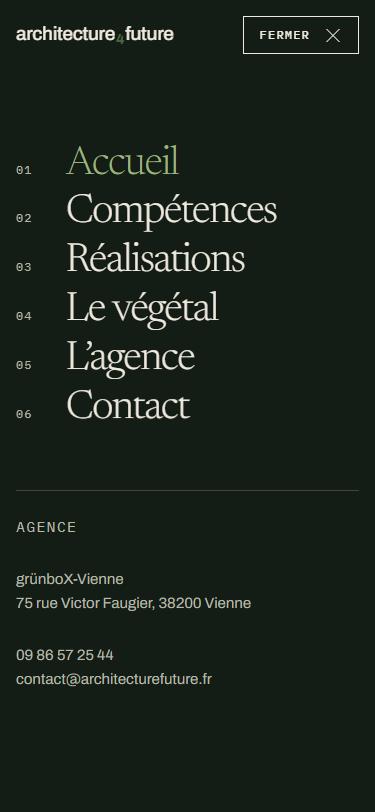 architecture4future
FERMER
01 Accueil
02 Compétences
03 Réalisations
04 Le végétal
05 L’agence
06 Contact
AGENCE
grünboX-Vienne
75 rue Victor Faugier, 38200 Vienne
09 86 57 25 44
contact@architecturefuture.fr